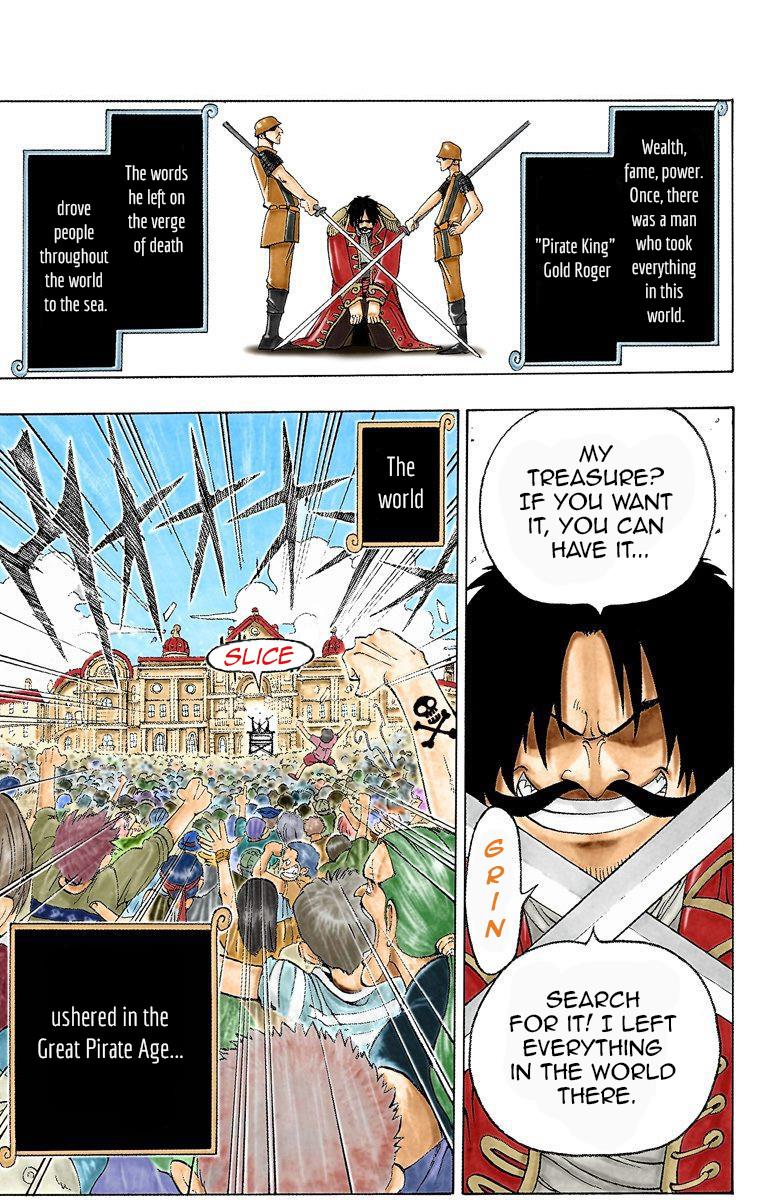 Wealth,
fame, power.
Once, there
was a man
who took
everything
in this
world.
"Pirate King"
Gold Roger
The words
he left on
the verge
of death
drove
people
throughout
the world
to the sea.
MY
TREASURE?
IF YOU WANT
IT, YOU CAN
HAVE IT...
GRIN
SEARCH
FOR IT! I LEFT
EVERYTHING
IN THE WORLD
THERE.
The
world
SLICE
ushered in the
Great Pirate Age...